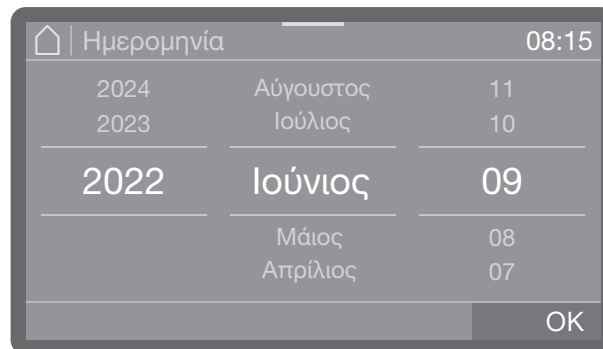 Ημερομηνία 08:15
2024 Αύγουστος 11
2023 Ιούλιος 10
2022 Ιούνιος 09
Μάιος 08
Απρίλιος 07
OK